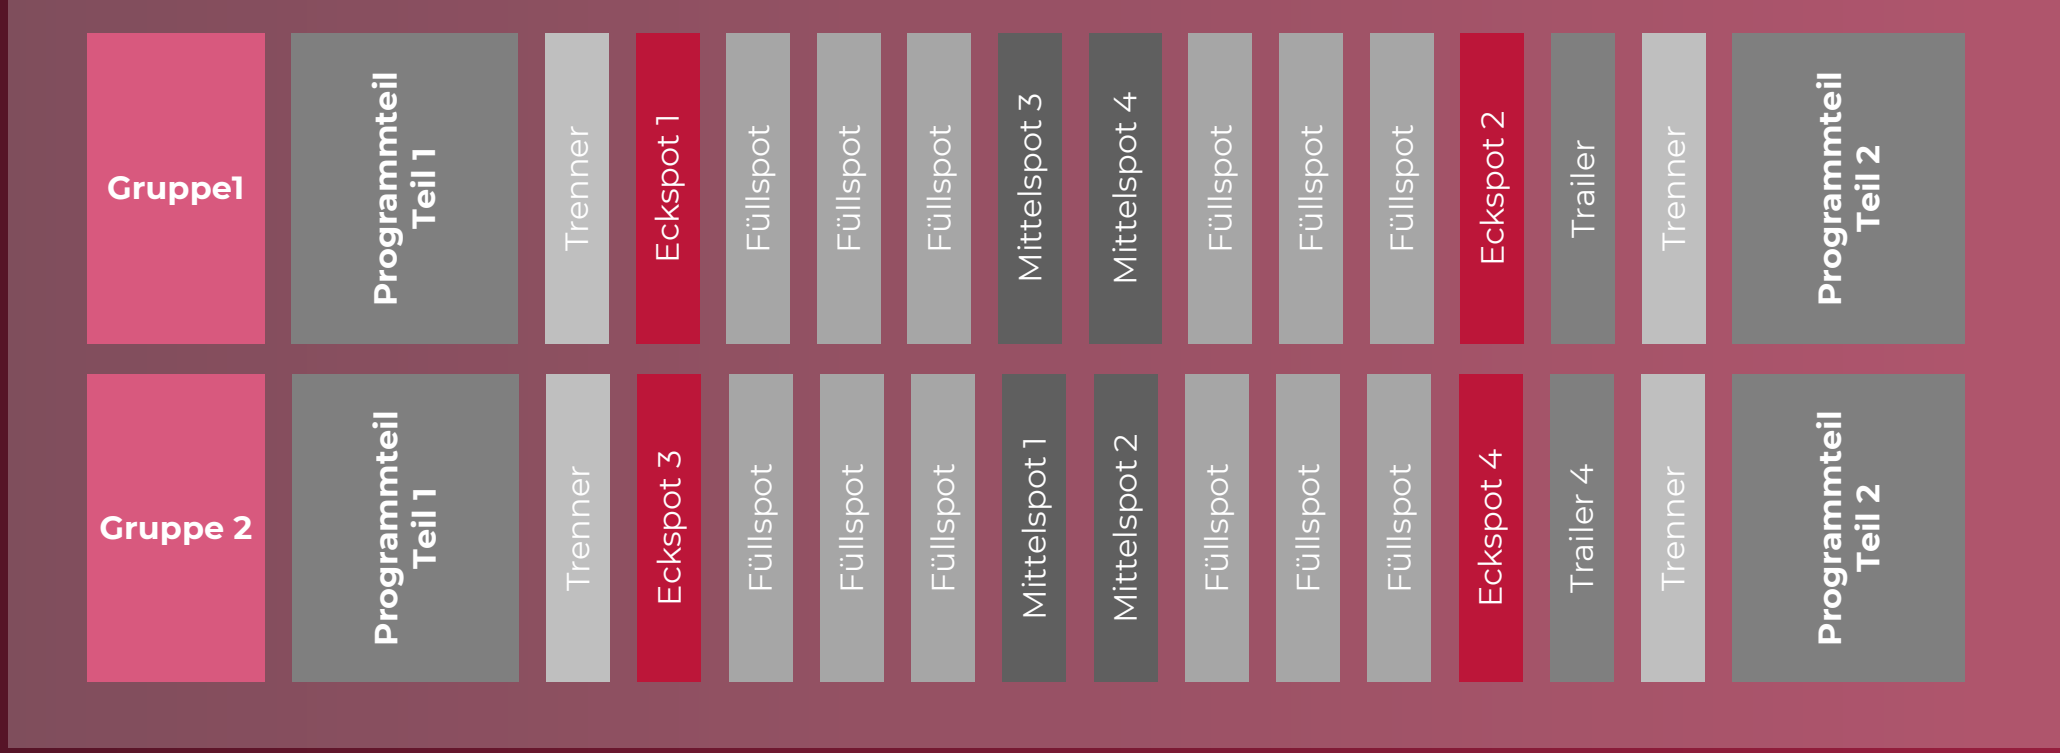 Gruppe1
Programmteil
Teil 1
Trenner
Eckspot 1
Füllspot
Füllspot
Füllspot
Mittelspot 3
Mittelspot 4
Füllspot
Füllspot
Füllspot
Eckspot 2
Trailer
Trenner
Programmteil
Teil 2
Gruppe 2
Programmteil
Teil 1
Trenner
Eckspot 3
Füllspot
Füllspot
Füllspot
Mittelspot 1
Mittelspot 2
Füllspot
Füllspot
Füllspot
Eckspot 4
Trailer 4
Trenner
Programmteil
Teil 2